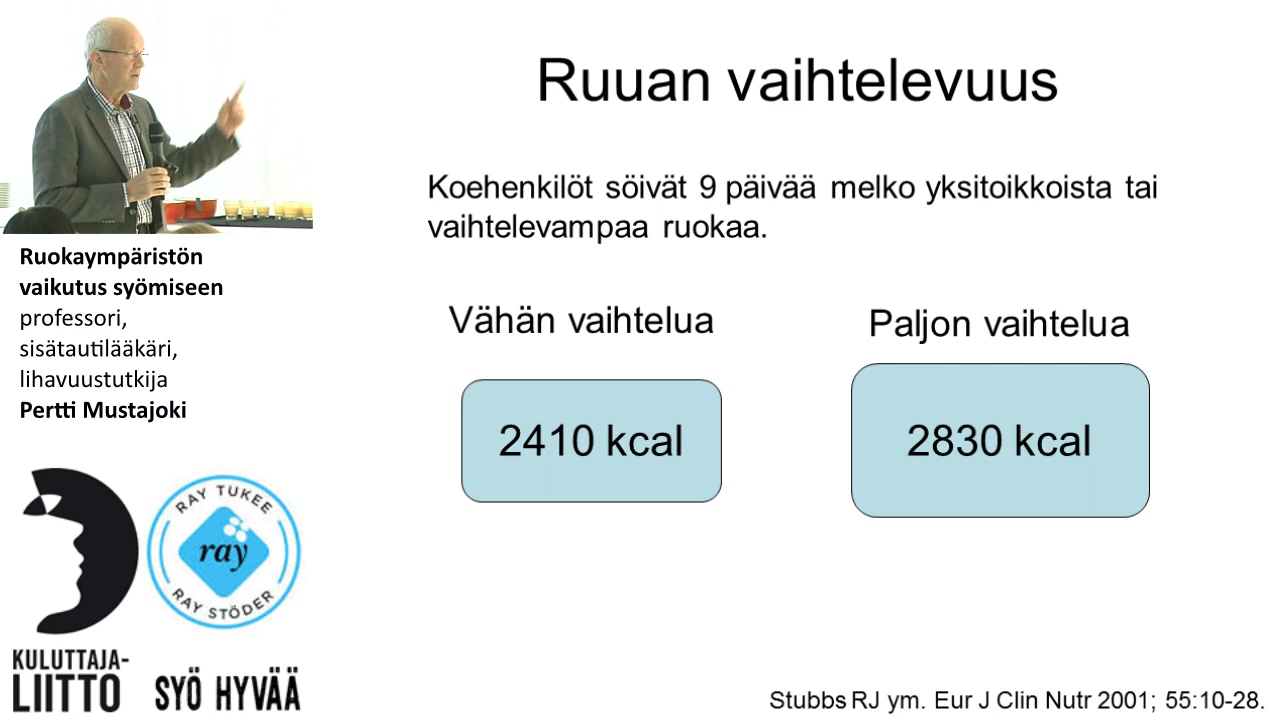 Ruuan vaihtelevuus
Koehenkilöt söivät 9 päivää melko yksitoikkoista tai
vaihtelevampaa ruokaa.
Vähän vaihtelua
Paljon vaihtelua
2410 kcal
2830 kcal
Stubbs RJ ym. Eur J Clin Nutr 2001; 55:10-28.
Ruokaympäristön
vaikutus syömiseen
professori,
sisätautilääkäri,
lihavuustutkija
Pertti Mustajoki
RAY TUKEE
ray
RAY STÖDER
KULUTTAJA-
LIITTO
SYÖ HYVÄÄ